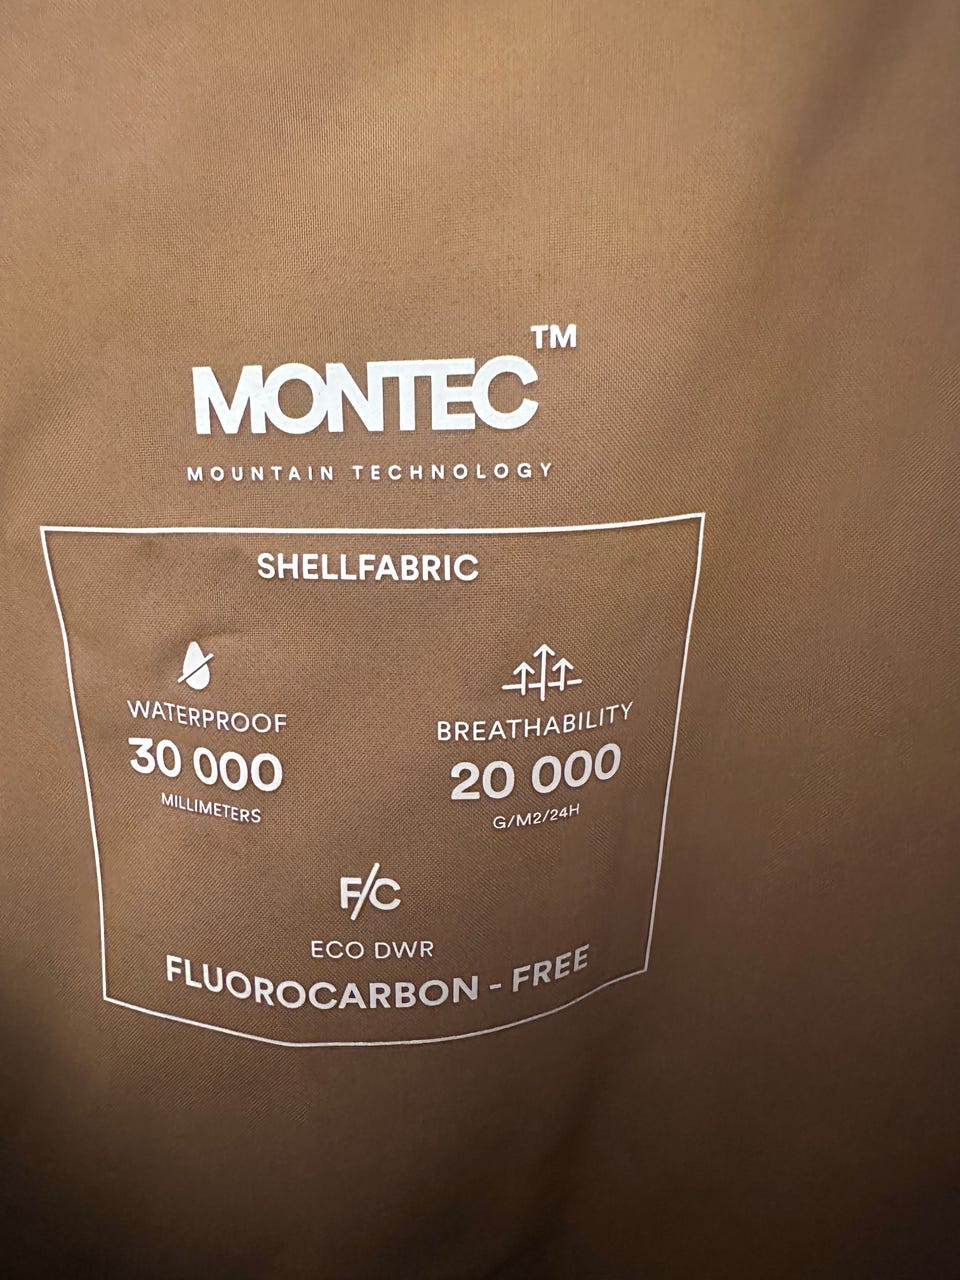 MONTEC™
MOUNTAIN TECHNOLOGY
SHELLFABRIC
WATERPROOF
30 000
MILLIMETERS
BREATHABILITY
20 000
G/M2/24H
F/C
ECO DWR
FLUOROCARBON - FREE